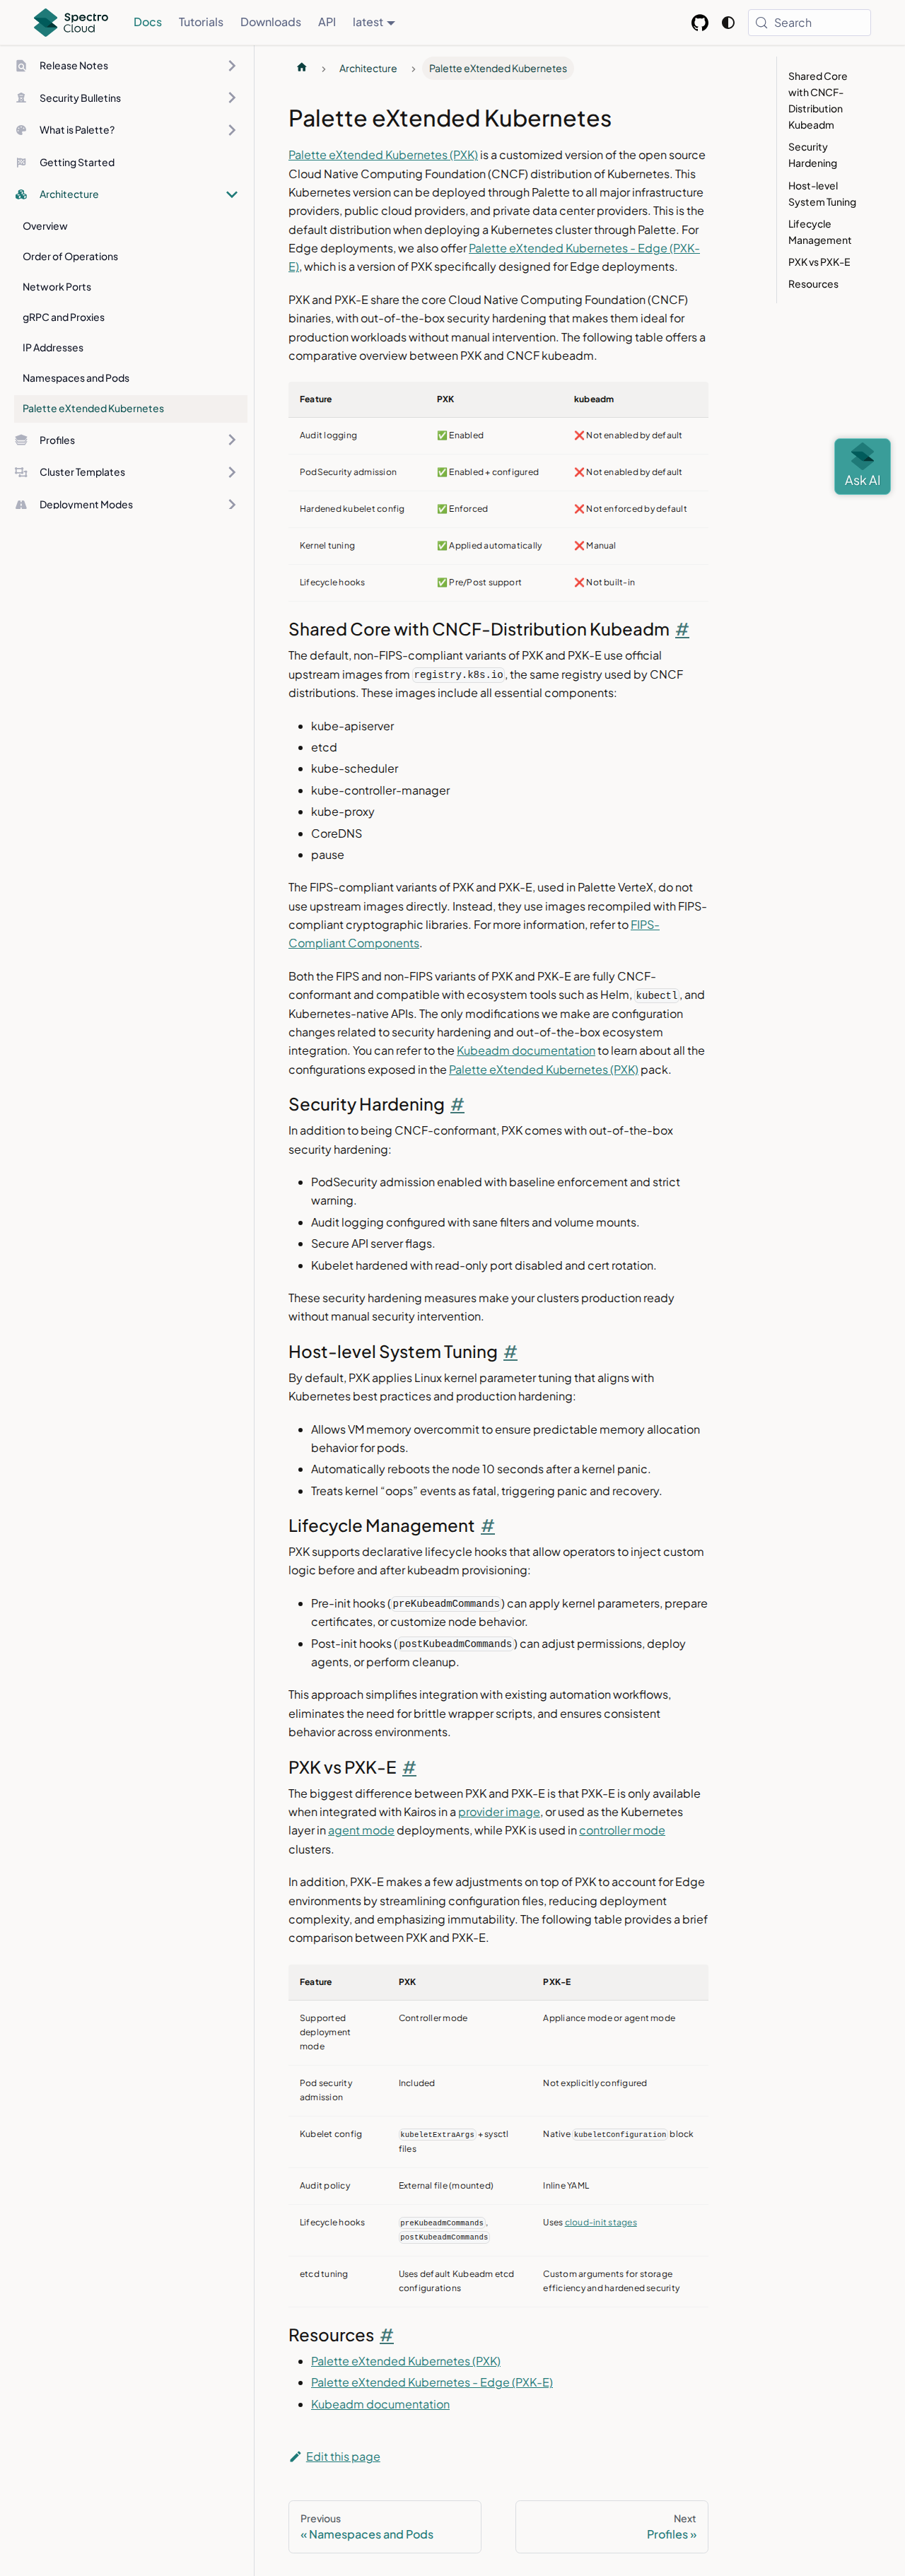 Spectro Cloud
Docs
Tutorials
Downloads
API
latest
Search
Release Notes
Security Bulletins
What is Palette?
Getting Started
Architecture
Overview
Order of Operations
Network Ports
gRPC and Proxies
IP Addresses
Namespaces and Pods
Palette eXtended Kubernetes
Profiles
Cluster Templates
Deployment Modes
Architecture
Palette eXtended Kubernetes
Palette eXtended Kubernetes
Palette eXtended Kubernetes (PXK) is a customized version of the open source
Cloud Native Computing Foundation (CNCF) distribution of Kubernetes. This
Kubernetes version can be deployed through Palette to all major infrastructure
providers, public cloud providers, and private data center providers. This is the
default distribution when deploying a Kubernetes cluster through Palette. For
Edge deployments, we also offer Palette eXtended Kubernetes - Edge (PXK-
E), which is a version of PXK specifically designed for Edge deployments.
PXK and PXK-E share the core Cloud Native Computing Foundation (CNCF)
binaries, with out-of-the-box security hardening that makes them ideal for
production workloads without manual intervention. The following table offers a
comparative overview between PXK and CNCF kubeadm.
Feature PXK kubeadm
Audit logging ✅ Enabled ❌ Not enabled by default
PodSecurity admission ✅ Enabled + configured ❌ Not enabled by default
Hardened kubelet config ✅ Enforced ❌ Not enforced by default
Kernel tuning ✅ Applied automatically ❌ Manual
Lifecycle hooks ✅ Pre/Post support ❌ Not built-in
Shared Core with CNCF-Distribution Kubeadm #
The default, non-FIPS-compliant variants of PXK and PXK-E use official
upstream images from registry.k8s.io, the same registry used by CNCF
distributions. These images include all essential components:
• kube-apiserver
• etcd
• kube-scheduler
• kube-controller-manager
• kube-proxy
• CoreDNS
• pause
The FIPS-compliant variants of PXK and PXK-E, used in Palette VerteX, do not
use upstream images directly. Instead, they use images recompiled with FIPS-
compliant cryptographic libraries. For more information, refer to FIPS-
Compliant Components.
Both the FIPS and non-FIPS variants of PXK and PXK-E are fully CNCF-
conformant and compatible with ecosystem tools such as Helm, kubectl, and
Kubernetes-native APIs. The only modifications we make are configuration
changes related to security hardening and out-of-the-box ecosystem
integration. You can refer to the Kubeadm documentation to learn about all the
configurations exposed in the Palette eXtended Kubernetes (PXK) pack.
Security Hardening #
In addition to being CNCF-conformant, PXK comes with out-of-the-box
security hardening:
• PodSecurity admission enabled with baseline enforcement and strict
warning.
• Audit logging configured with sane filters and volume mounts.
• Secure API server flags.
• Kubelet hardened with read-only port disabled and cert rotation.
These security hardening measures make your clusters production ready
without manual security intervention.
Host-level System Tuning #
By default, PXK applies Linux kernel parameter tuning that aligns with
Kubernetes best practices and production hardening:
• Allows VM memory overcommit to ensure predictable memory allocation
behavior for pods.
• Automatically reboots the node 10 seconds after a kernel panic.
• Treats kernel “oops” events as fatal, triggering panic and recovery.
Lifecycle Management #
PXK supports declarative lifecycle hooks that allow operators to inject custom
logic before and after kubeadm provisioning:
• Pre-init hooks (preKubeadmCommands) can apply kernel parameters, prepare
certificates, or customize node behavior.
• Post-init hooks (postKubeadmCommands) can adjust permissions, deploy
agents, or perform cleanup.
This approach simplifies integration with existing automation workflows,
eliminates the need for brittle wrapper scripts, and ensures consistent
behavior across environments.
PXK vs PXK-E #
The biggest difference between PXK and PXK-E is that PXK-E is only available
when integrated with Kairos in a provider image, or used as the Kubernetes
layer in agent mode deployments, while PXK is used in controller mode
clusters.
In addition, PXK-E makes a few adjustments on top of PXK to account for Edge
environments by streamlining configuration files, reducing deployment
complexity, and emphasizing immutability. The following table provides a brief
comparison between PXK and PXK-E.
Feature PXK PXK-E
Supported deployment mode Controller mode Appliance mode or agent mode
Pod security admission Included Not explicitly configured
Kubelet config kubeletExtraArgs + sysctl files Native kubeletConfiguration block
Audit policy External file (mounted) Inline YAML
Lifecycle hooks preKubeadmCommands, postKubeadmCommands Uses cloud-init stages
etcd tuning Uses default Kubeadm etcd configurations Custom arguments for storage efficiency and hardened security
Resources #
• Palette eXtended Kubernetes (PXK)
• Palette eXtended Kubernetes - Edge (PXK-E)
• Kubeadm documentation
Edit this page
Previous
« Namespaces and Pods
Next
Profiles »
Shared Core
with CNCF-
Distribution
Kubeadm
Security
Hardening
Host-level
System Tuning
Lifecycle
Management
PXK vs PXK-E
Resources
Ask AI